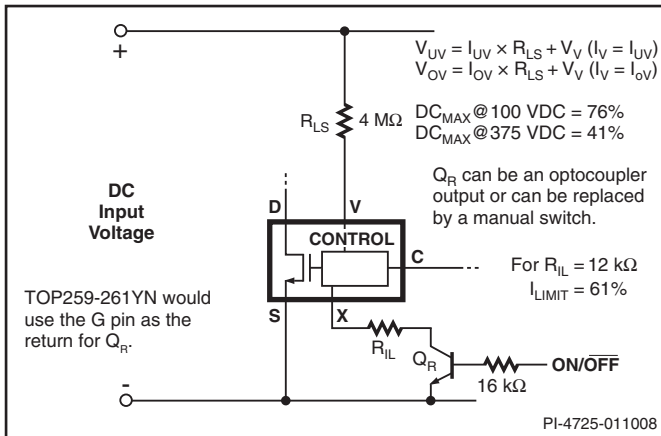 +
V_UV = I_UV × R_LS + V_V (I_V = I_UV)
V_OV = I_OV × R_LS + V_V (I_V = I_oV)
R_LS 4 MΩ
DC_MAX@100 VDC = 76%
DC_MAX@375 VDC = 41%
DC
Input
Voltage
Q_R can be an optocoupler
output or can be replaced
by a manual switch.
D V
CONTROL
C
For R_IL = 12 kΩ
I_LIMIT = 61%
TOP259-261YN would
use the G pin as the
return for Q_R.
S X
R_IL
Q_R
ON/O̅F̅F̅
16 kΩ
-
PI-4725-011008